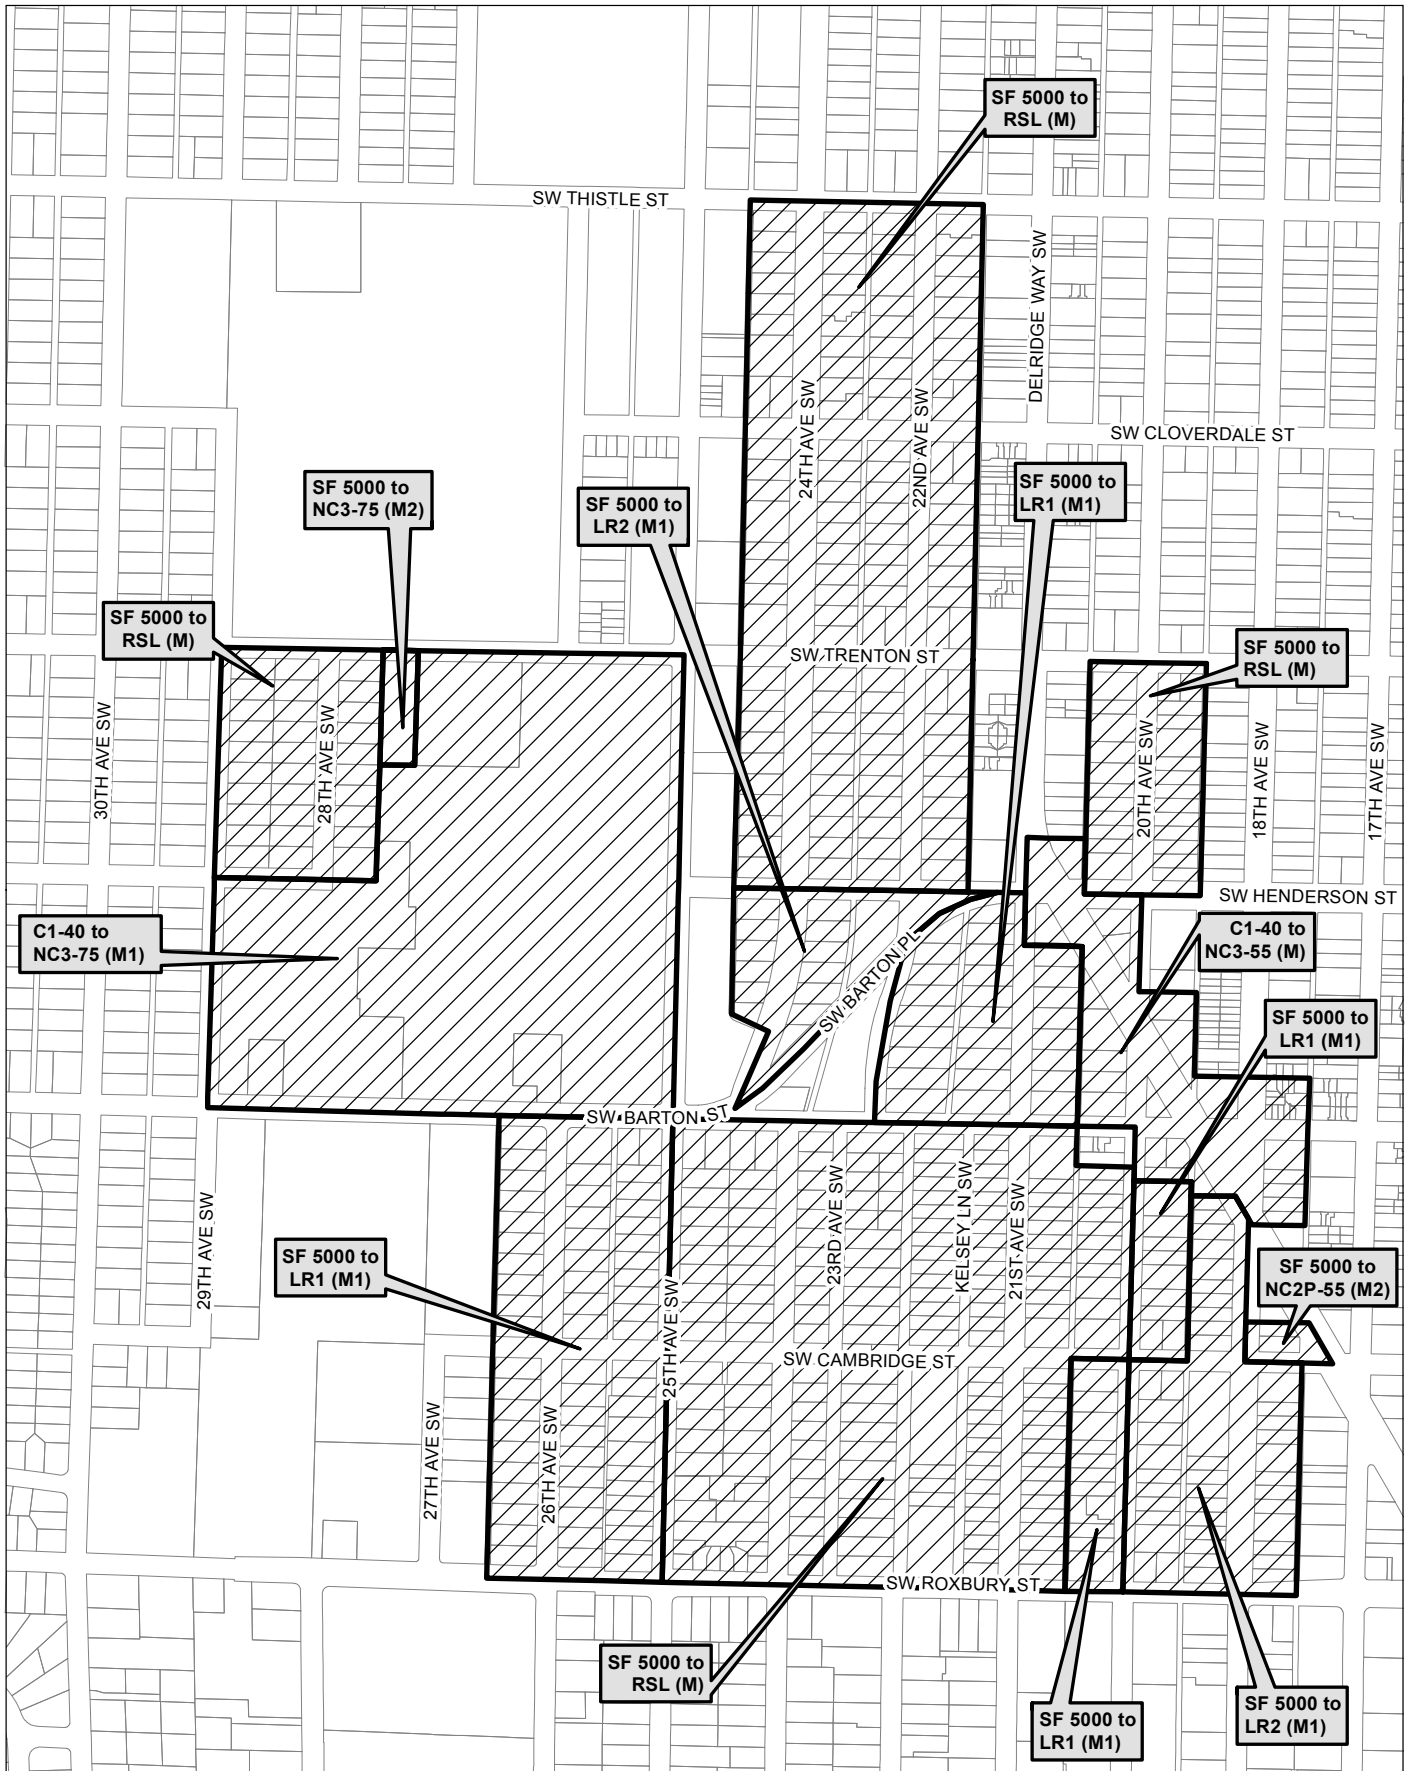 SF 5000 to
RSL (M)
SW THISTLE ST
DELRIDGE WAY SW
24TH AVE SW
22ND AVE SW
SW CLOVERDALE ST
SF 5000 to
NC3-75 (M2)
SF 5000 to
LR2 (M1)
SF 5000 to
LR1 (M1)
SF 5000 to
RSL (M)
SW TRENTON ST
SF 5000 to
RSL (M)
30TH AVE SW
28TH AVE SW
20TH AVE SW
18TH AVE SW
17TH AVE SW
SW HENDERSON ST
C1-40 to
NC3-75 (M1)
C1-40 to
NC3-55 (M)
SW BARTON PL
SF 5000 to
LR1 (M1)
SW BARTON ST
29TH AVE SW
23RD AVE SW
KELSEY LN SW
21ST AVE SW
SF 5000 to
LR1 (M1)
SF 5000 to
NC2P-55 (M2)
25TH AVE SW
SW CAMBRIDGE ST
27TH AVE SW
26TH AVE SW
SW ROXBURY ST
SF 5000 to
RSL (M)
SF 5000 to
LR1 (M1)
SF 5000 to
LR2 (M1)